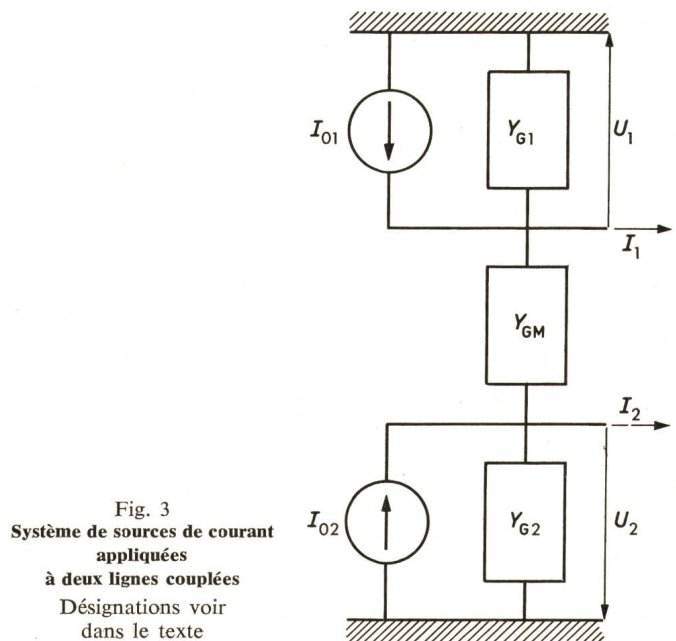 I01
YG1
U1
I1
YGM
I2
I02
YG2
U2
Fig. 3
Système de sources de courant
appliquées
à deux lignes couplées
Désignations voir
dans le texte